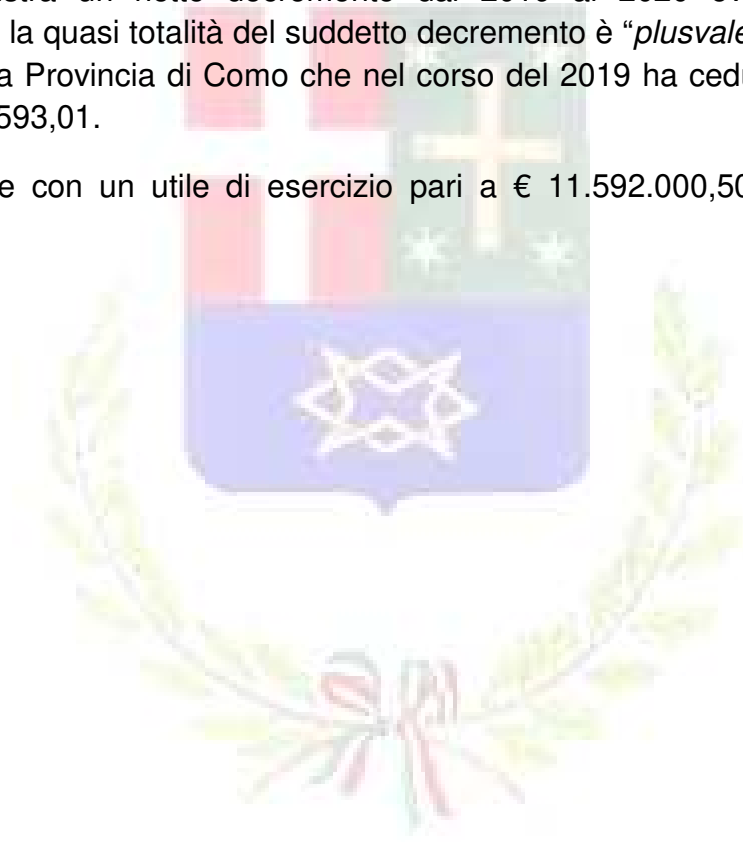 la quasi totalità del suddetto decremento è “plusvale
a Provincia di Como che nel corso del 2019 ha cedu
593,01.
e con un utile di esercizio pari a € 11.592.000,50